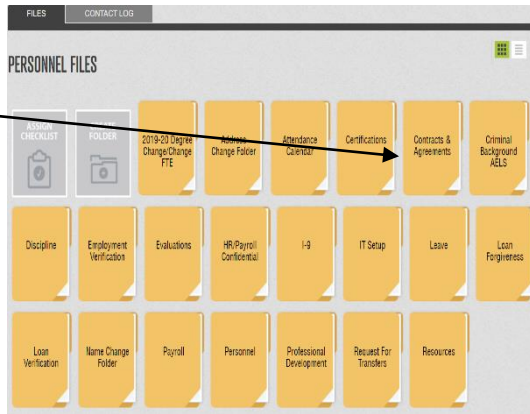 FILES
CONTACT LOG
PERSONNEL FILES
ASSIGN
CHECKLIST
CREATE
FOLDER
2019-20 Degree
Change/Change
FTE
Address
Change Folder
Attendance
Calendar
Certifications
Contracts &
Agreements
Criminal
Background
AELS
Discipline
Employment
Verification
Evaluations
HR/Payroll
Confidential
I-9
IT Setup
Leave
Loan
Forgiveness
Loan
Verification
Name Change
Folder
Payroll
Personnel
Professional
Development
Request For
Transfers
Resources